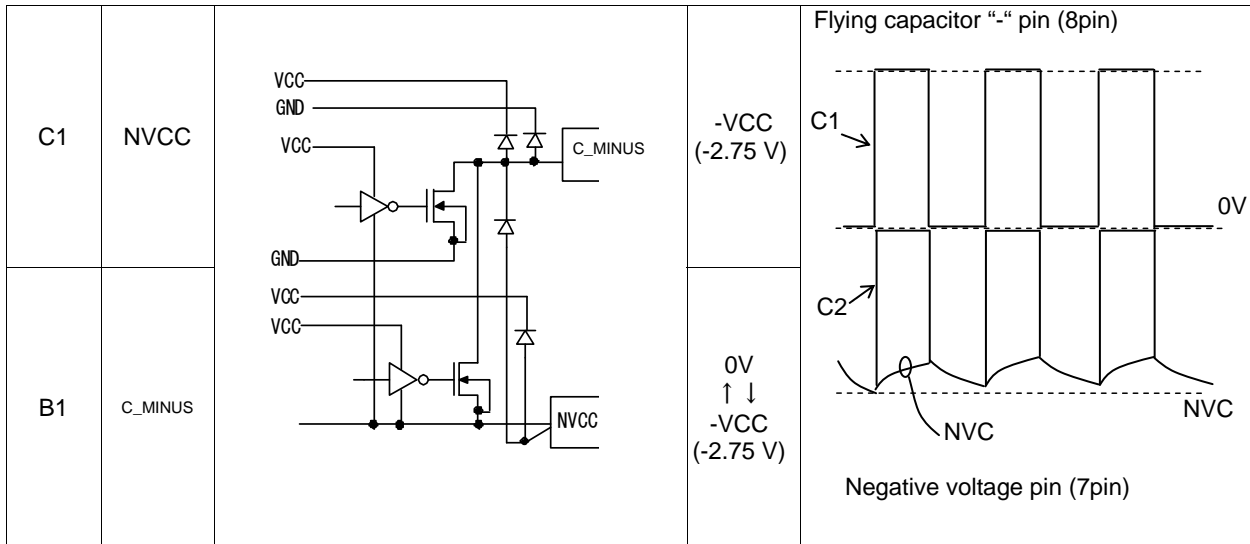 Flying capacitor “-“ pin (8pin)
C1
NVCC
VCC
GND
VCC
C_MINUS
GND
-VCC
(-2.75 V)
C1
0V
B1
C_MINUS
VCC
VCC
NVCC
0V
↑ ↓
-VCC
(-2.75 V)
C2
NVC
NVC
Negative voltage pin (7pin)